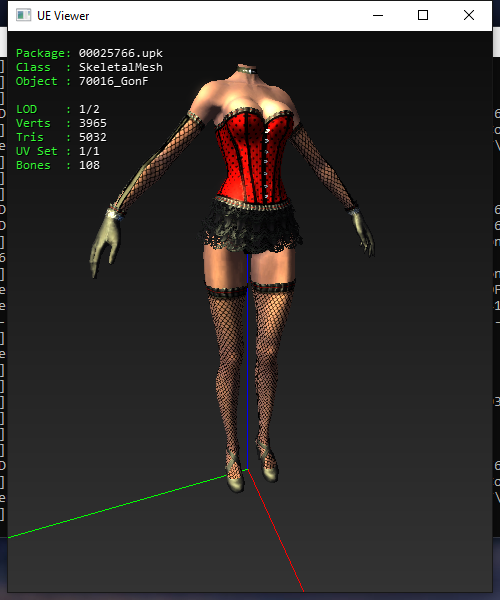 UE Viewer
Package: 00025766.upk
Class : SkeletalMesh
Object : 70016_GonF
LOD : 1/2
Verts : 3965
Tris : 5032
UV Set : 1/1
Bones : 108